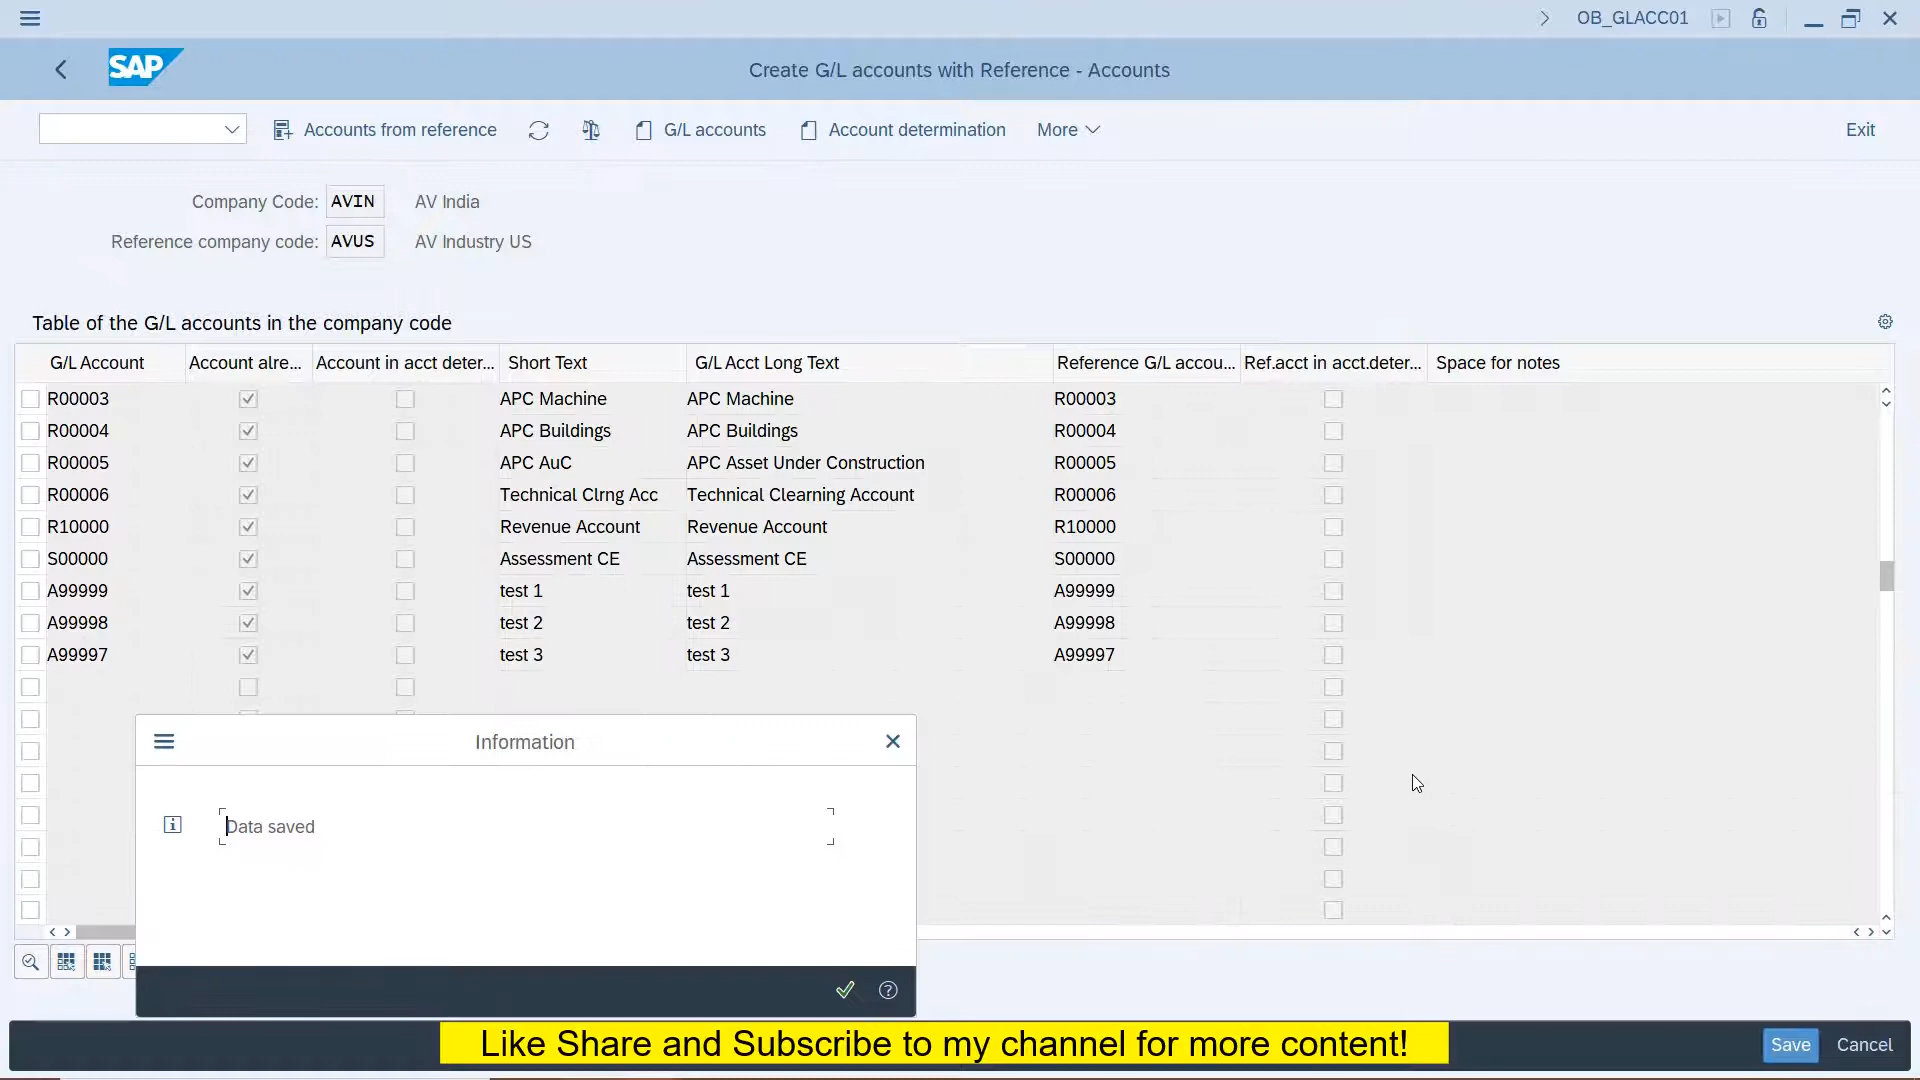 OB_GLACC01
SAP
Create G/L accounts with Reference - Accounts
Accounts from reference
G/L accounts
Account determination
More
Exit
Company Code: AVIN AV India
Reference company code: AVUS AV Industry US
Table of the G/L accounts in the company code
G/L Account Account alre... Account in acct deter... Short Text G/L Acct Long Text Reference G/L accou... Ref.acct in acct.deter... Space for notes
R00003 APC Machine APC Machine R00003
R00004 APC Buildings APC Buildings R00004
R00005 APC AuC APC Asset Under Construction R00005
R00006 Technical Clrng Acc Technical Clearning Account R00006
R10000 Revenue Account Revenue Account R10000
S00000 Assessment CE Assessment CE S00000
A99999 test 1 test 1 A99999
A99998 test 2 test 2 A99998
A99997 test 3 test 3 A99997
Information
Data saved
Like Share and Subscribe to my channel for more content!
Save Cancel